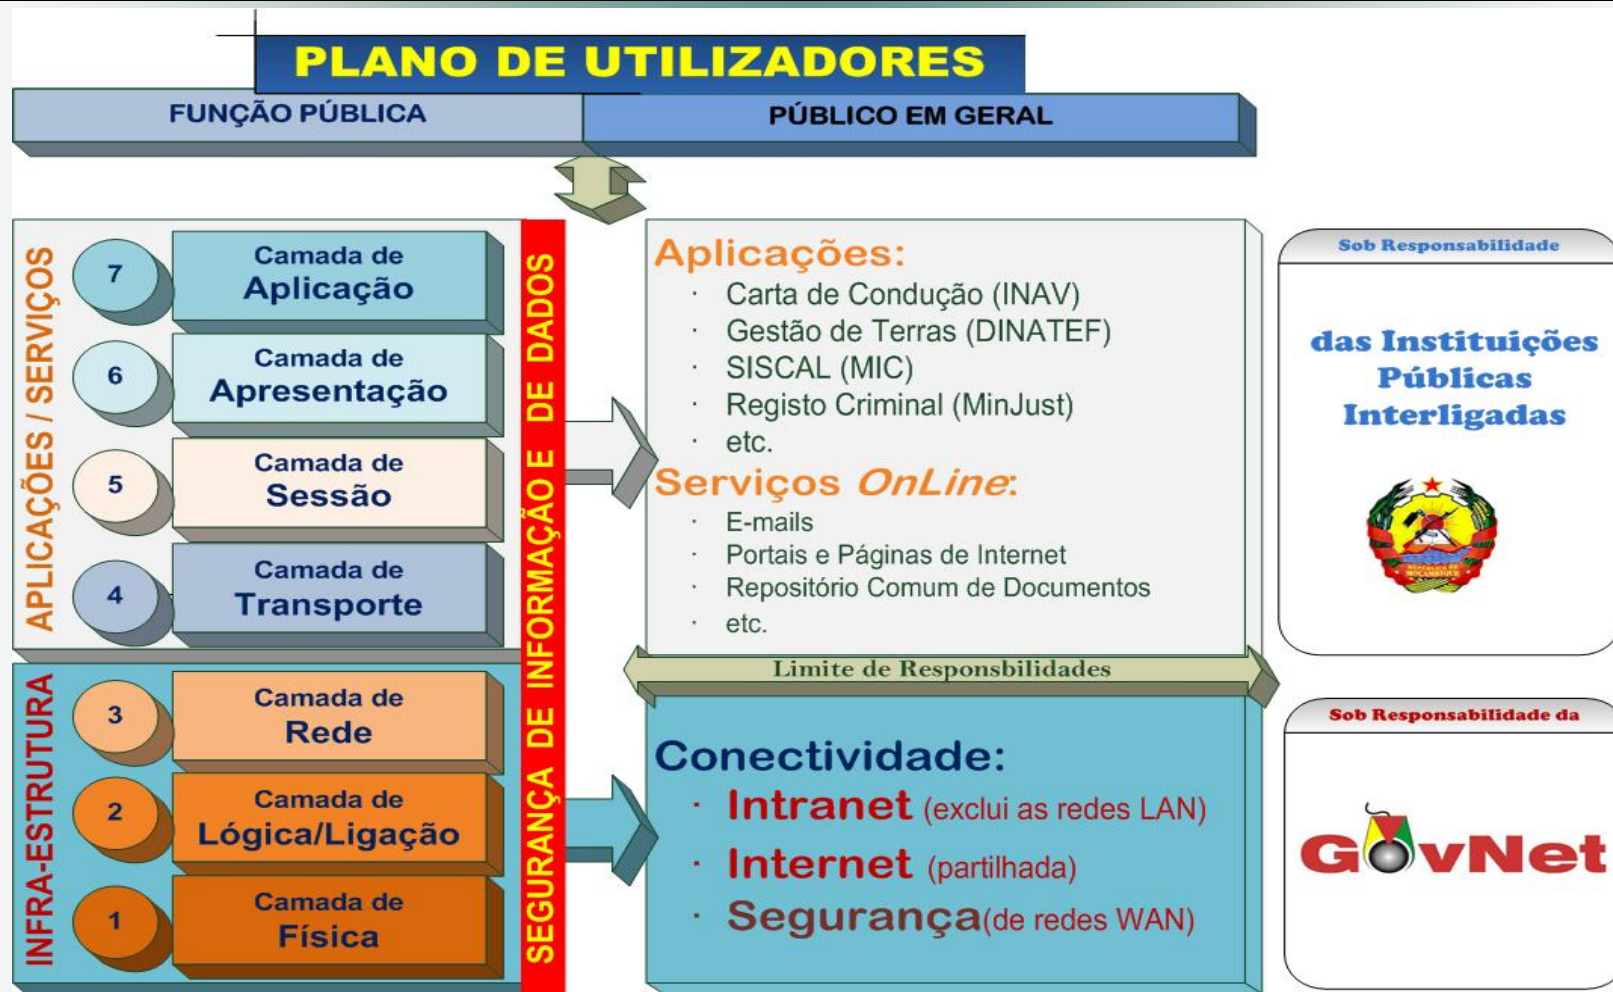 PLANO DE UTILIZADORES
FUNÇÃO PÚBLICA
PÚBLICO EM GERAL
APLICAÇÕES / SERVIÇOS
7
Camada de
Aplicação
6
Camada de
Apresentação
5
Camada de
Sessão
4
Camada de
Transporte
INFRA-ESTRUTURA
3
Camada de
Rede
2
Camada de
Lógica/Ligação
1
Camada de
Física
SEGURANÇA DE INFORMAÇÃO E DE DADOS
Aplicações:
· Carta de Condução (INAV)
· Gestão de Terras (DINATEF)
· SISCAL (MIC)
· Registo Criminal (MinJust)
· etc.
Serviços OnLine:
· E-mails
· Portais e Páginas de Internet
· Repositório Comum de Documentos
· etc.
Limite de Responsbilidades
Conectividade:
· Intranet (exclui as redes LAN)
· Internet (partilhada)
· Segurança(de redes WAN)
Sob Responsabilidade
das Instituições
Públicas
Interligadas
Sob Responsabilidade da
GovNet